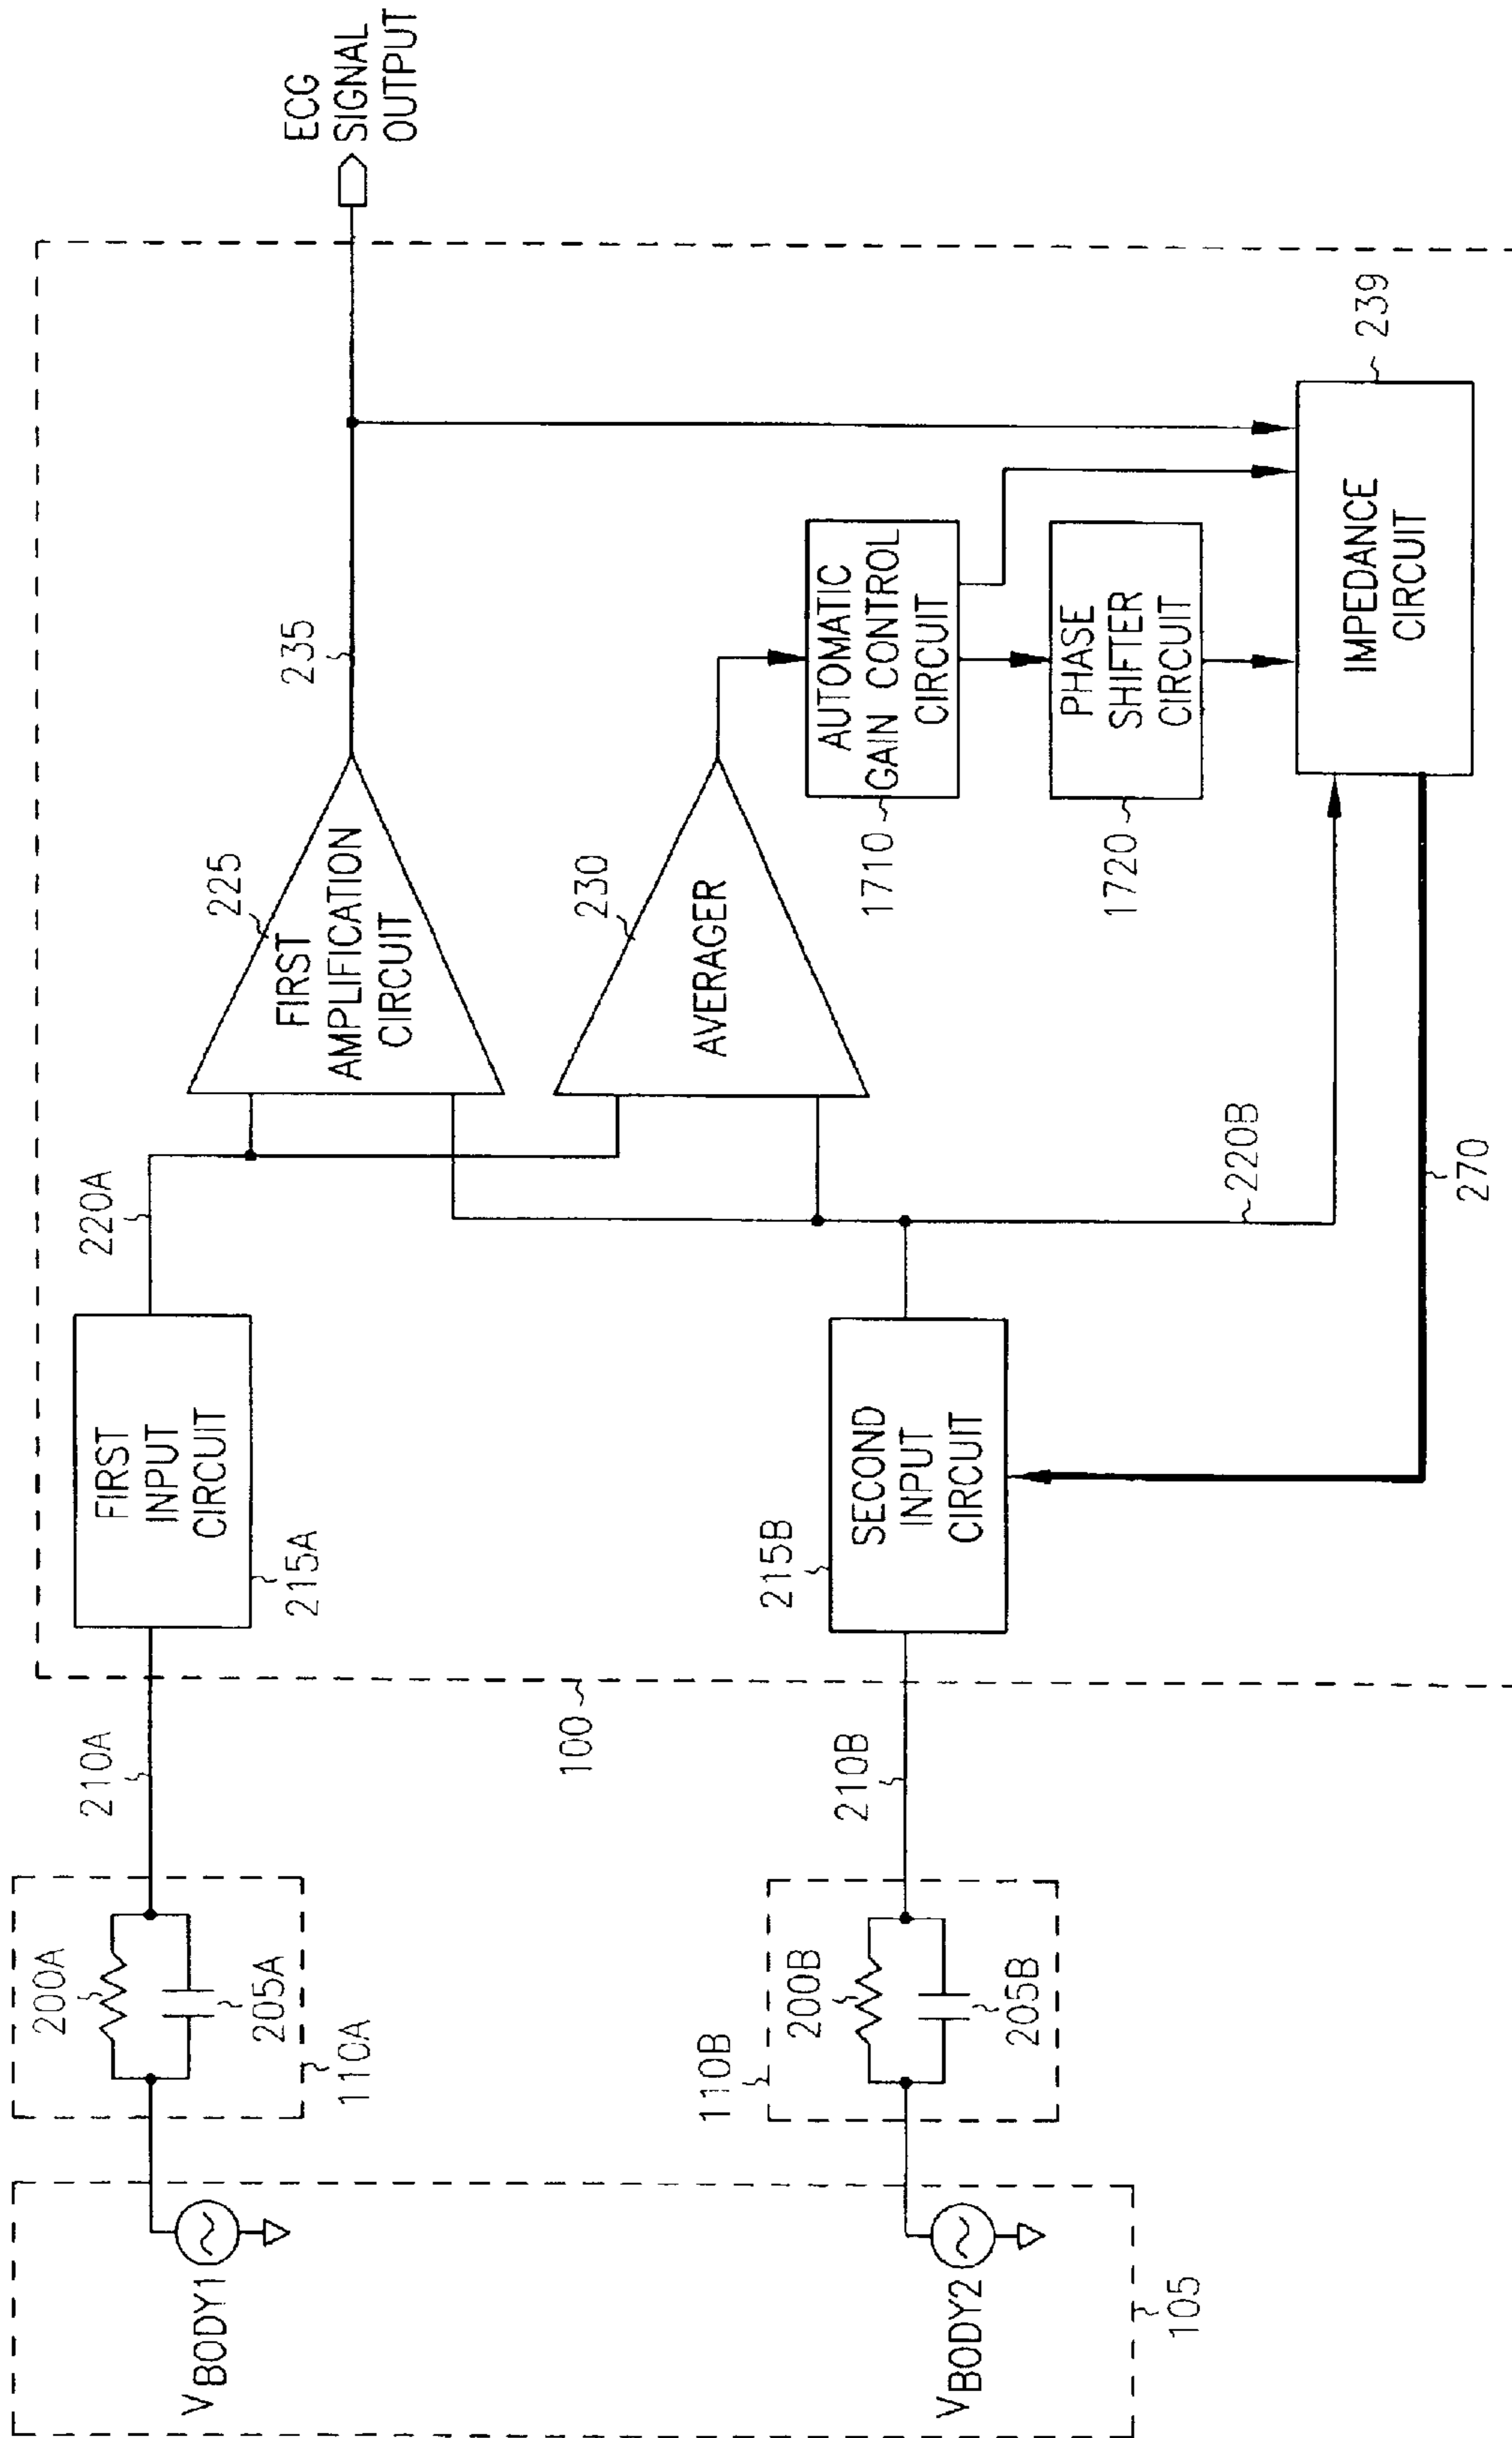 ECG
SIGNAL
OUTPUT
235
225
FIRST
AMPLIFICATION
CIRCUIT
230
AVERAGER
AUTOMATIC
GAIN CONTROL
CIRCUIT
1710
PHASE
SHIFTER
CIRCUIT
1720
IMPEDANCE
CIRCUIT
239
220A
220B
270
FIRST
INPUT
CIRCUIT
215A
SECOND
INPUT
CIRCUIT
215B
100
210A
210B
200A
205A
110A
200B
205B
110B
VBODY1
VBODY2
105